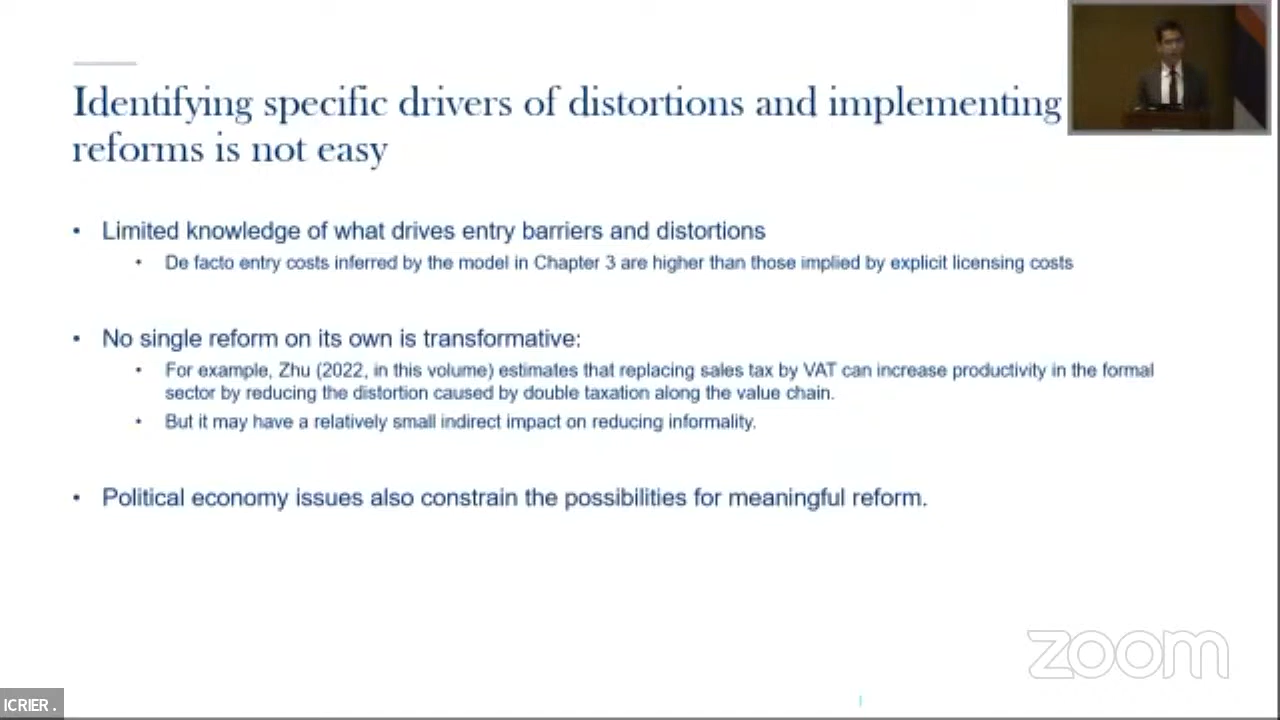 Identifying specific drivers of distortions and implementing
reforms is not easy
• Limited knowledge of what drives entry barriers and distortions
• De facto entry costs inferred by the model in Chapter 3 are higher than those implied by explicit licensing costs
• No single reform on its own is transformative:
• For example, Zhu (2022, in this volume) estimates that replacing sales tax by VAT can increase productivity in the formal
sector by reducing the distortion caused by double taxation along the value chain.
• But it may have a relatively small indirect impact on reducing informality.
• Political economy issues also constrain the possibilities for meaningful reform.
zoom
ICRIER .